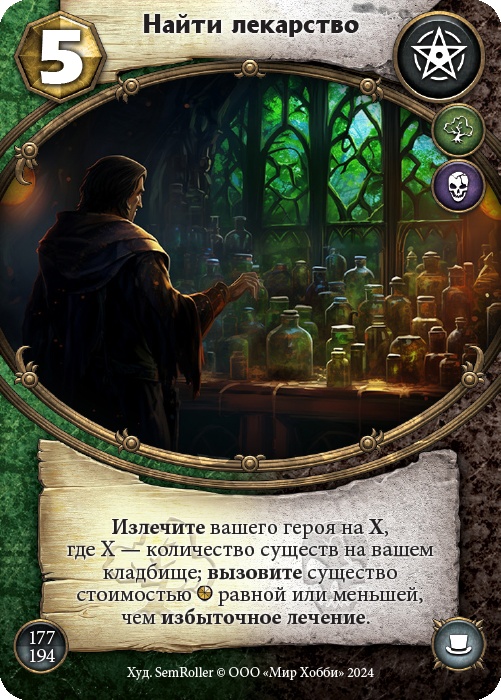 Найти лекарство
5
Излечите вашего героя на X,
где X — количество существ на вашем
кладбище; вызовите существо
стоимостью равной или меньшей,
чем избыточное лечение.
177
194
Худ. SemRoller © ООО «Мир Хобби» 2024